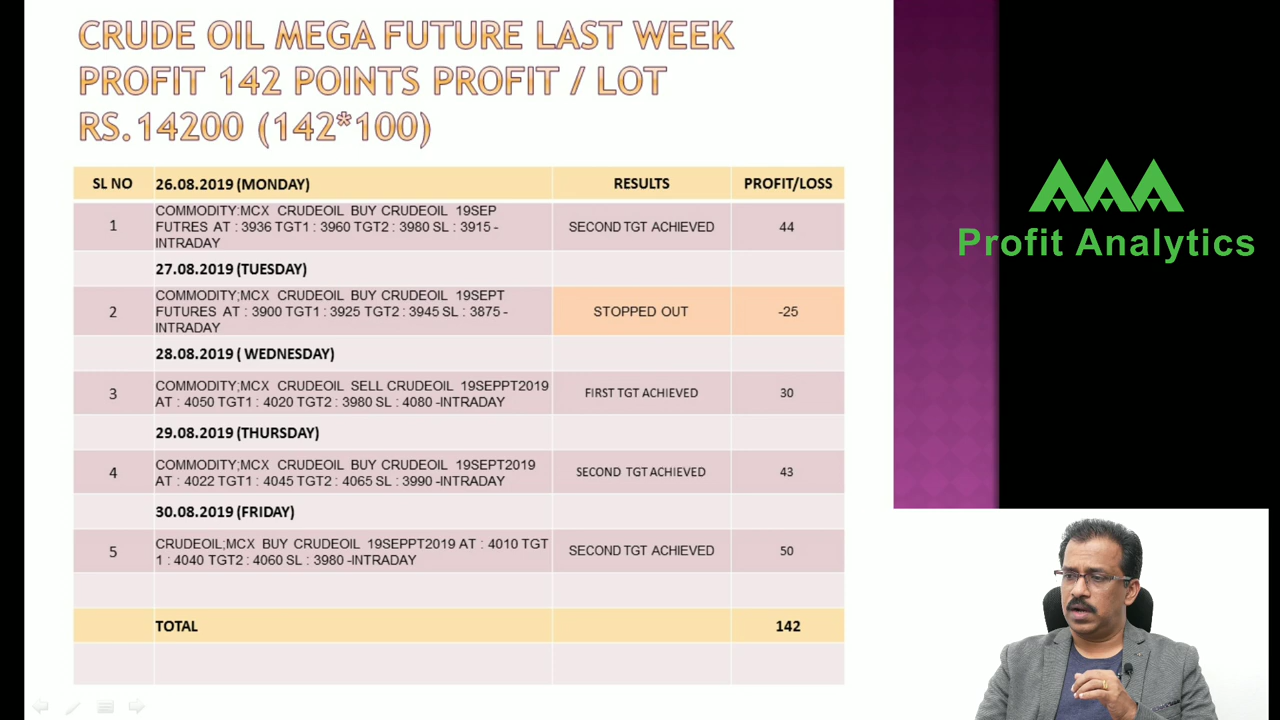 CRUDE OIL MEGA FUTURE LAST WEEK
PROFIT 142 POINTS PROFIT / LOT
RS.14200 (142*100)
SL NO 26.08.2019 (MONDAY) RESULTS PROFIT/LOSS
1 COMMODITY:MCX CRUDEOIL BUY CRUDEOIL 19SEP
FUTRES AT : 3936 TGT1 : 3960 TGT2 : 3980 SL : 3915 -
INTRADAY
SECOND TGT ACHIEVED 44
27.08.2019 (TUESDAY)
2 COMMODITY;MCX CRUDEOIL BUY CRUDEOIL 19SEPT
FUTURES AT : 3900 TGT1 : 3925 TGT2 : 3945 SL : 3875 -
INTRADAY
STOPPED OUT -25
28.08.2019 ( WEDNESDAY)
3 COMMODITY;MCX CRUDEOIL SELL CRUDEOIL 19SEPPT2019
AT : 4050 TGT1 : 4020 TGT2 : 3980 SL : 4080 -INTRADAY
FIRST TGT ACHIEVED 30
29.08.2019 (THURSDAY)
4 COMMODITY;MCX CRUDEOIL BUY CRUDEOIL 19SEPT2019
AT : 4022 TGT1 : 4045 TGT2 : 4065 SL : 3990 -INTRADAY
SECOND TGT ACHIEVED 43
30.08.2019 (FRIDAY)
5 CRUDEOIL;MCX BUY CRUDEOIL 19SEPPT2019 AT : 4010 TGT
1 : 4040 TGT2 : 4060 SL : 3980 -INTRADAY
SECOND TGT ACHIEVED 50
TOTAL 142
AAA
Profit Analytics